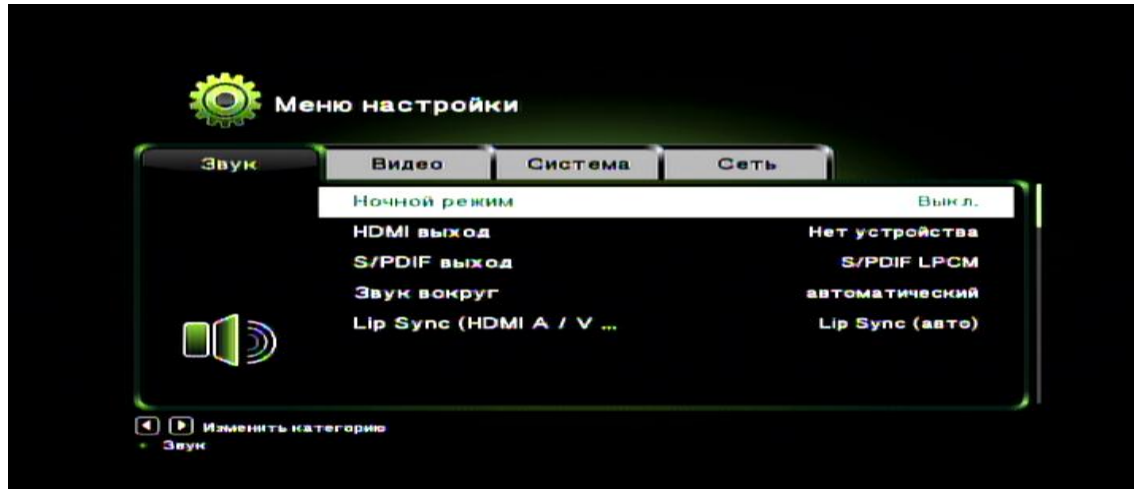 Меню настройки
Звук Видео Система Сеть
Ночной режим Выкл.
HDMI выход Нет устройства
S/PDIF выход S/PDIF LPCM
Звук вокруг автоматический
Lip Sync (HDMI A / V ... Lip Sync (авто)
Изменить категорию
Звук